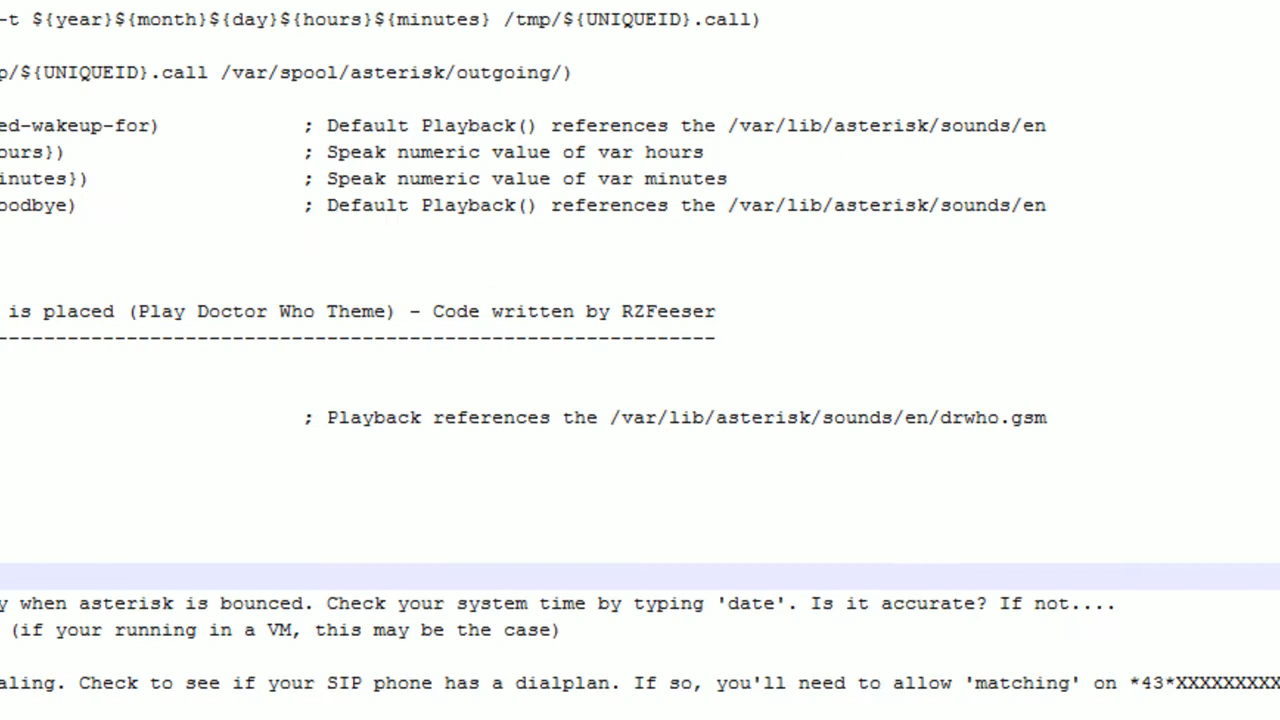 -t ${year}${month}${day}${hours}${minutes} /tmp/${UNIQUEID}.call)
p/${UNIQUEID}.call /var/spool/asterisk/outgoing/)
ed-wakeup-for) ; Default Playback() references the /var/lib/asterisk/sounds/en
ours}) ; Speak numeric value of var hours
inutes}) ; Speak numeric value of var minutes
oodbye) ; Default Playback() references the /var/lib/asterisk/sounds/en
is placed (Play Doctor Who Theme) - Code written by RZFeeser
-------------------------------------------------------------
; Playback references the /var/lib/asterisk/sounds/en/drwho.gsm
y when asterisk is bounced. Check your system time by typing 'date'. Is it accurate? If not....
(if your running in a VM, this may be the case)
aling. Check to see if your SIP phone has a dialplan. If so, you'll need to allow 'matching' on *43*XXXXXXXXX